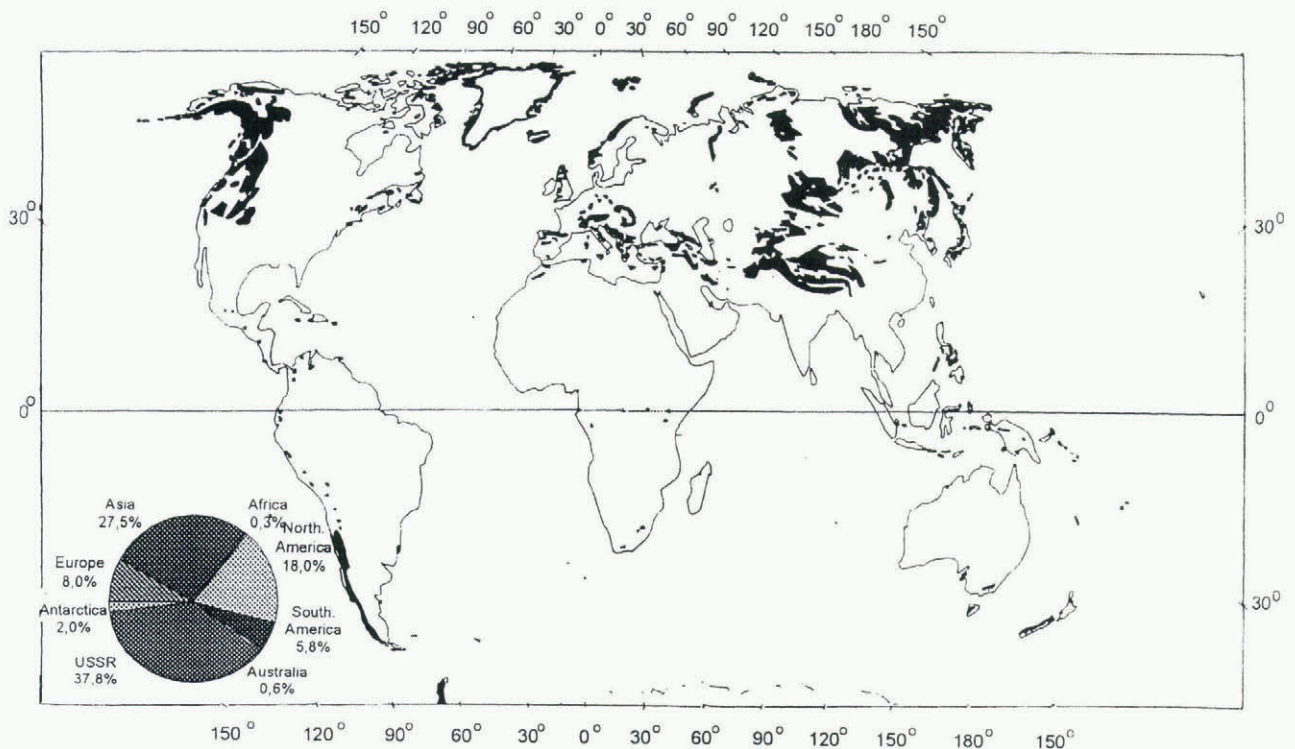 150° 120° 90° 60° 30° 0° 30° 60° 90° 120° 150° 180° 150°
30° 30°
0° 0°
Asia
27,5%
Africa
0,3%
North.
America
18,0%
Europe
8,0%
Antarctica
2,0%
South.
America
5,8%
USSR
37,8%
Australia
0,6%
30°
150° 120° 90° 60° 30° 0° 30° 60° 90° 120° 150° 180° 150°